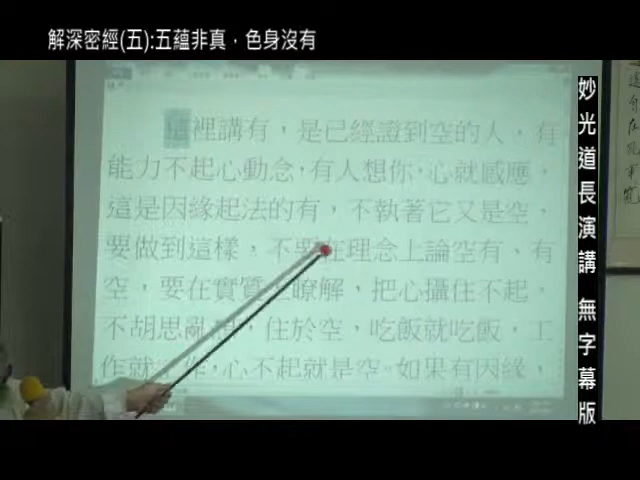 解深密經(五):五蘊非真，色身沒有
這裡講有，是已經證到空的人，有
能力不起心動念，有人想你，心就感應，
這是因緣起法的有，不執著它又是空，
要做到這樣，不要在理念上論空有、有
空，要在實質上瞭解，把心攝住不起，
不胡思亂想，住於空，吃飯就吃飯，工
作就工作，心不起就是空。如果有因緣，
妙光道長演講 無字幕版